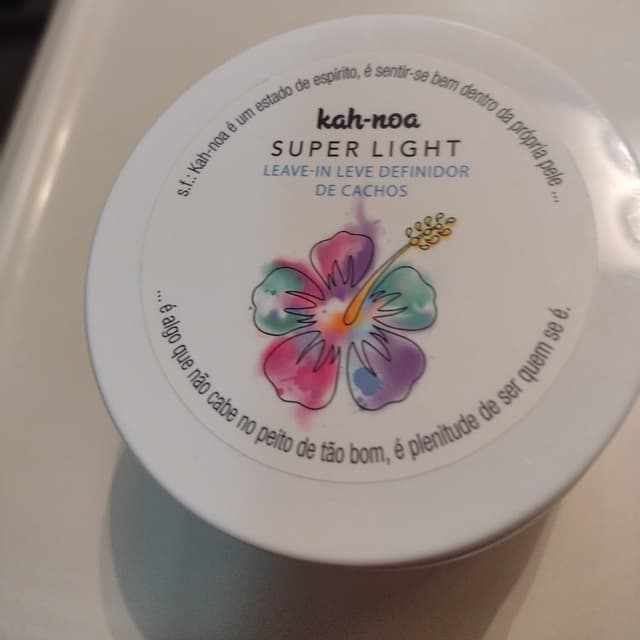 s.f.: Kah-noa é um estado de espírito, é sentir-se bem dentro da própria pele ...
kah-noa
SUPER LIGHT
LEAVE-IN LEVE DEFINIDOR
DE CACHOS
... é algo que não cabe no peito de tão bom, é plenitude de ser quem se é.